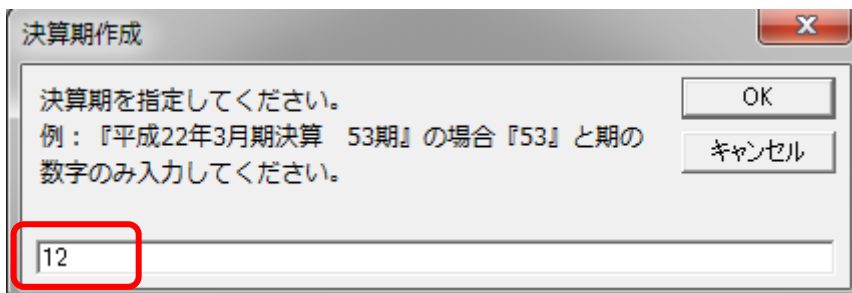 決算期作成
決算期を指定してください。
例：『平成22年3月期決算　53期』の場合『53』と期の
数字のみ入力してください。
OK
キャンセル
12